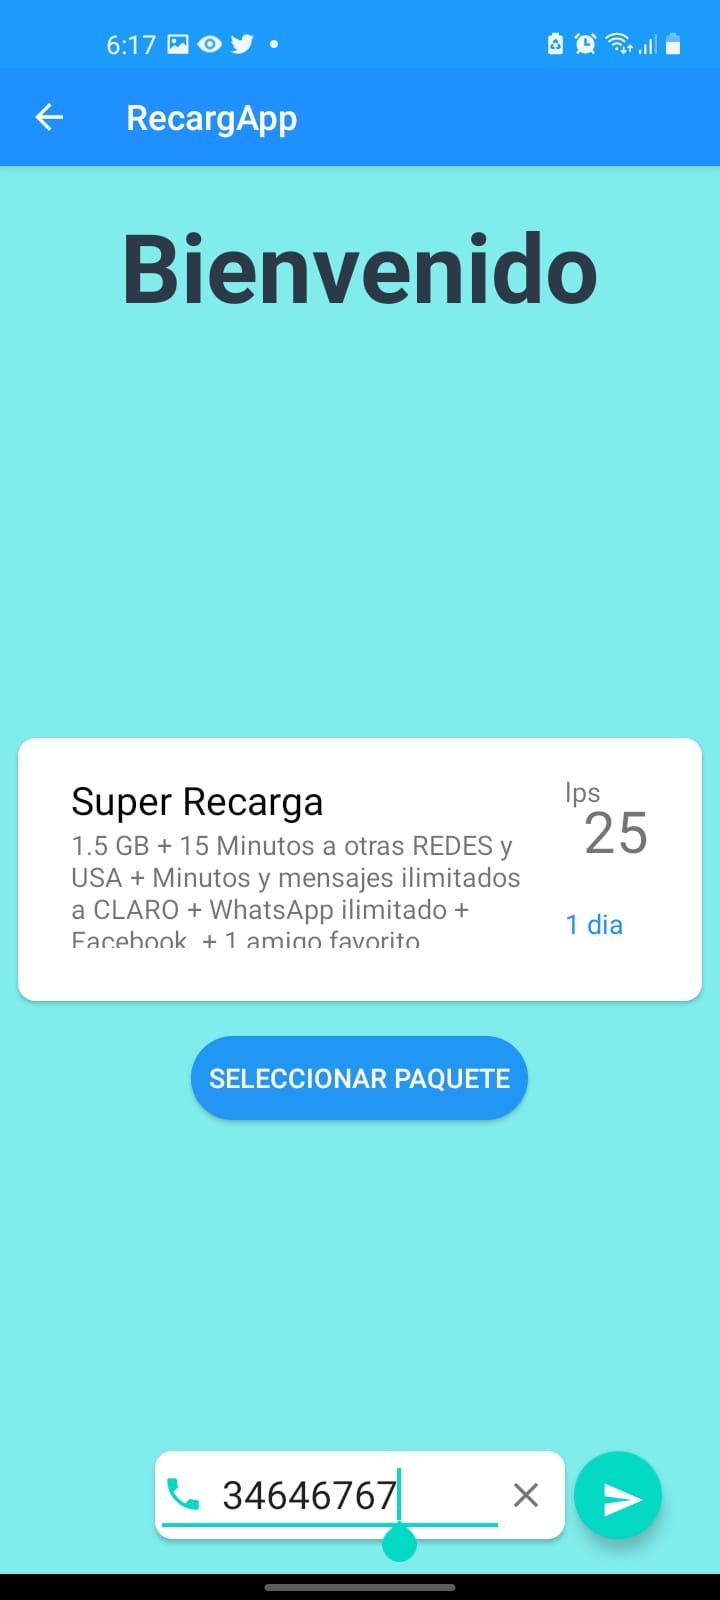 6:17
RecargApp
Bienvenido
Super Recarga
1.5 GB + 15 Minutos a otras REDES y
USA + Minutos y mensajes ilimitados
a CLARO + WhatsApp ilimitado +
Facebook + 1 amigo favorito
lps
25
1 dia
SELECCIONAR PAQUETE
34646767